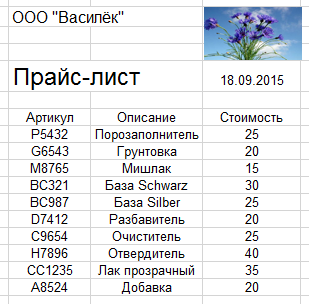 ООО "Василёк"
Прайс-лист 18.09.2015
Артикул Описание Стоимость
P5432 Порозаполнитель 25
G6543 Грунтовка 20
M8765 Мишлак 15
BC321 База Schwarz 30
BC987 База Silber 25
D7412 Разбавитель 20
C9654 Очиститель 25
H7896 Отвердитель 40
CC1235 Лак прозрачный 35
A8524 Добавка 20